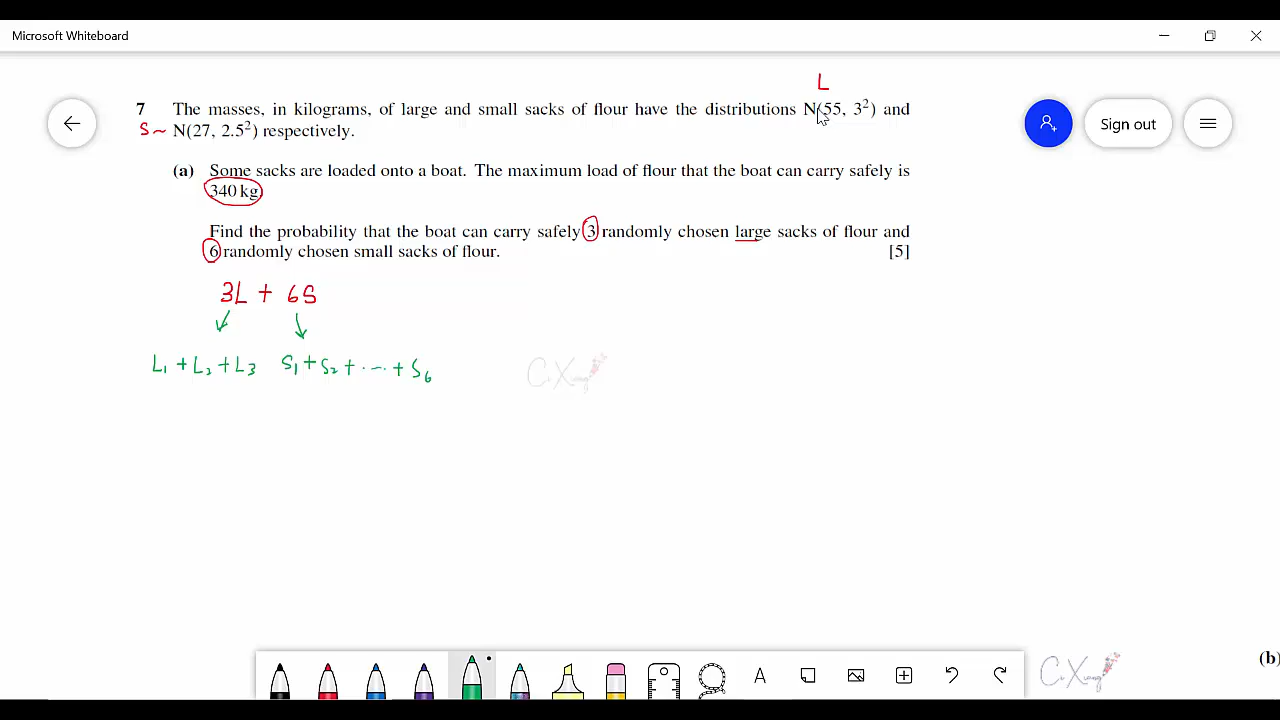 Microsoft Whiteboard
L
7 The masses, in kilograms, of large and small sacks of flour have the distributions N(55, 3²) and
S ~ N(27, 2.5²) respectively.
Sign out
(a) Some sacks are loaded onto a boat. The maximum load of flour that the boat can carry safely is
340 kg.
Find the probability that the boat can carry safely 3 randomly chosen large sacks of flour and
6 randomly chosen small sacks of flour. [5]
3L + 6S
L₁ + L₂ + L₃ S₁ + S₂ + ... + S₆
(b)
A